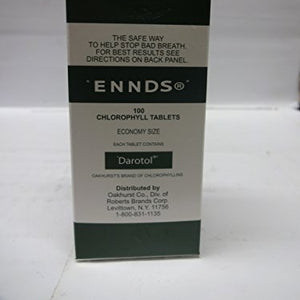 THE SAFE WAY
TO HELP STOP BAD BREATH.
FOR BEST RESULTS SEE
DIRECTIONS ON BACK PANEL.
"ENNDS®"
100
CHLOROPHYLL TABLETS
ECONOMY SIZE
EACH TABLET CONTAINS
Darotol™
OAKHURST'S BRAND OF CHLOROPHYLLINS
Distributed by
Oakhurst Co., Div. of
Roberts Brands Corp.
Levittown, N.Y. 11756
1-800-831-1135